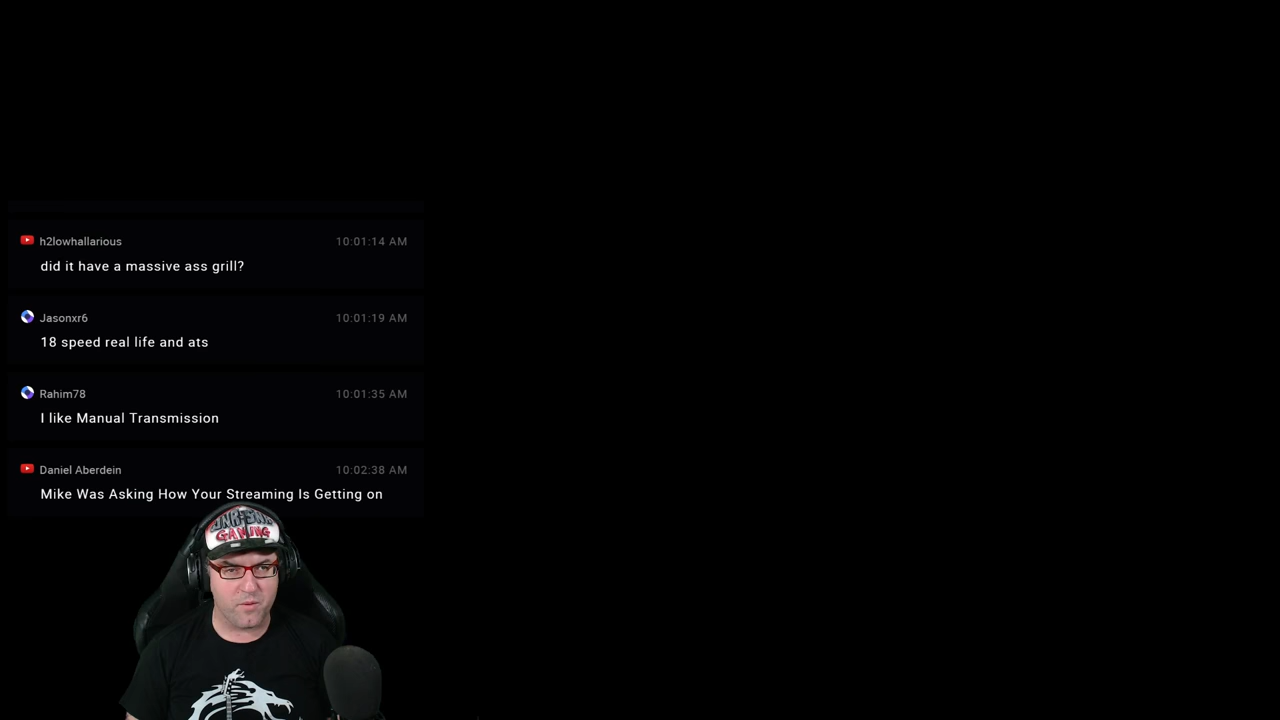 h2lowhallarious 10:01:14 AM
did it have a massive ass grill?
Jasonxr6 10:01:19 AM
18 speed real life and ats
Rahim78 10:01:35 AM
I like Manual Transmission
Daniel Aberdein 10:02:38 AM
Mike Was Asking How Your Streaming Is Getting on
GAMING